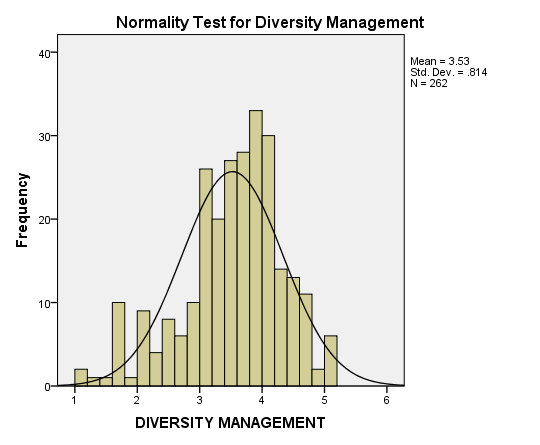 Normality Test for Diversity Management
Mean = 3.53
Std. Dev. = .814
N = 262
40
30
20
10
0
Frequency
1 2 3 4 5 6
DIVERSITY MANAGEMENT